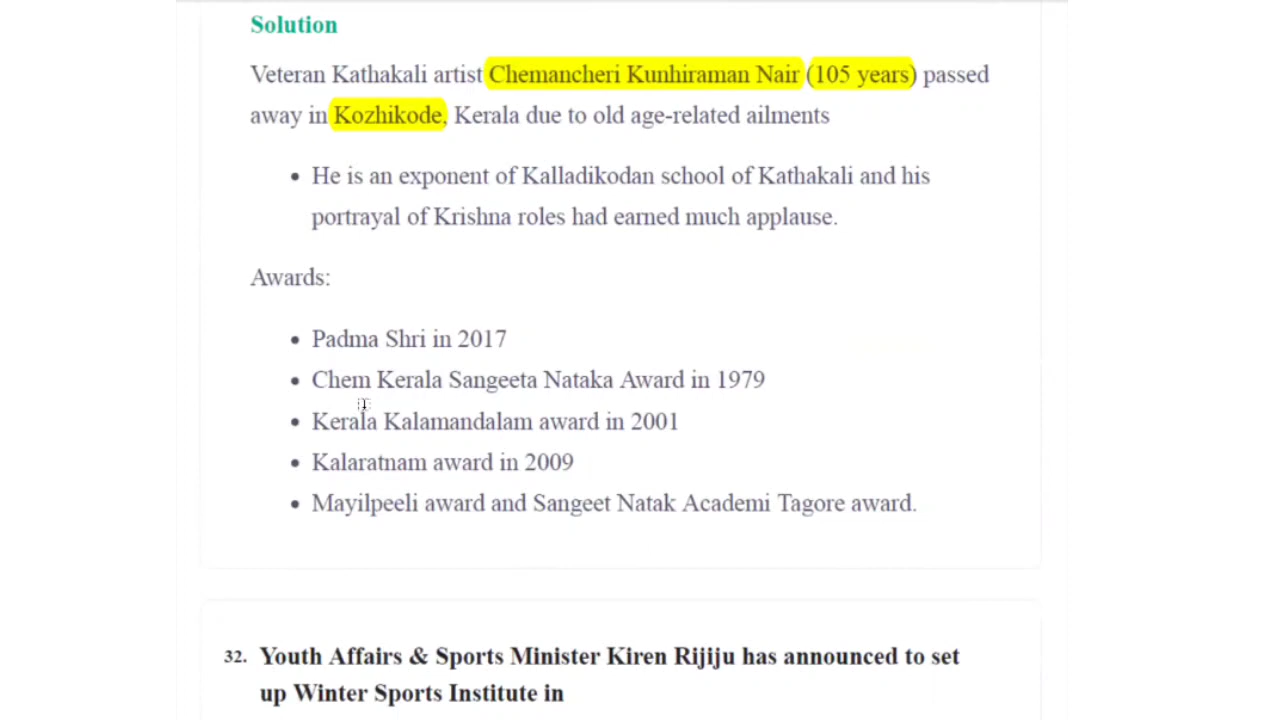 Solution
Veteran Kathakali artist Chemancheri Kunhiraman Nair (105 years) passed
away in Kozhikode, Kerala due to old age-related ailments
• He is an exponent of Kalladikodan school of Kathakali and his
portrayal of Krishna roles had earned much applause.
Awards:
• Padma Shri in 2017
• Chem Kerala Sangeeta Nataka Award in 1979
• Kerala Kalamandalam award in 2001
• Kalaratnam award in 2009
• Mayilpeeli award and Sangeet Natak Academi Tagore award.
32. Youth Affairs & Sports Minister Kiren Rijiju has announced to set
up Winter Sports Institute in